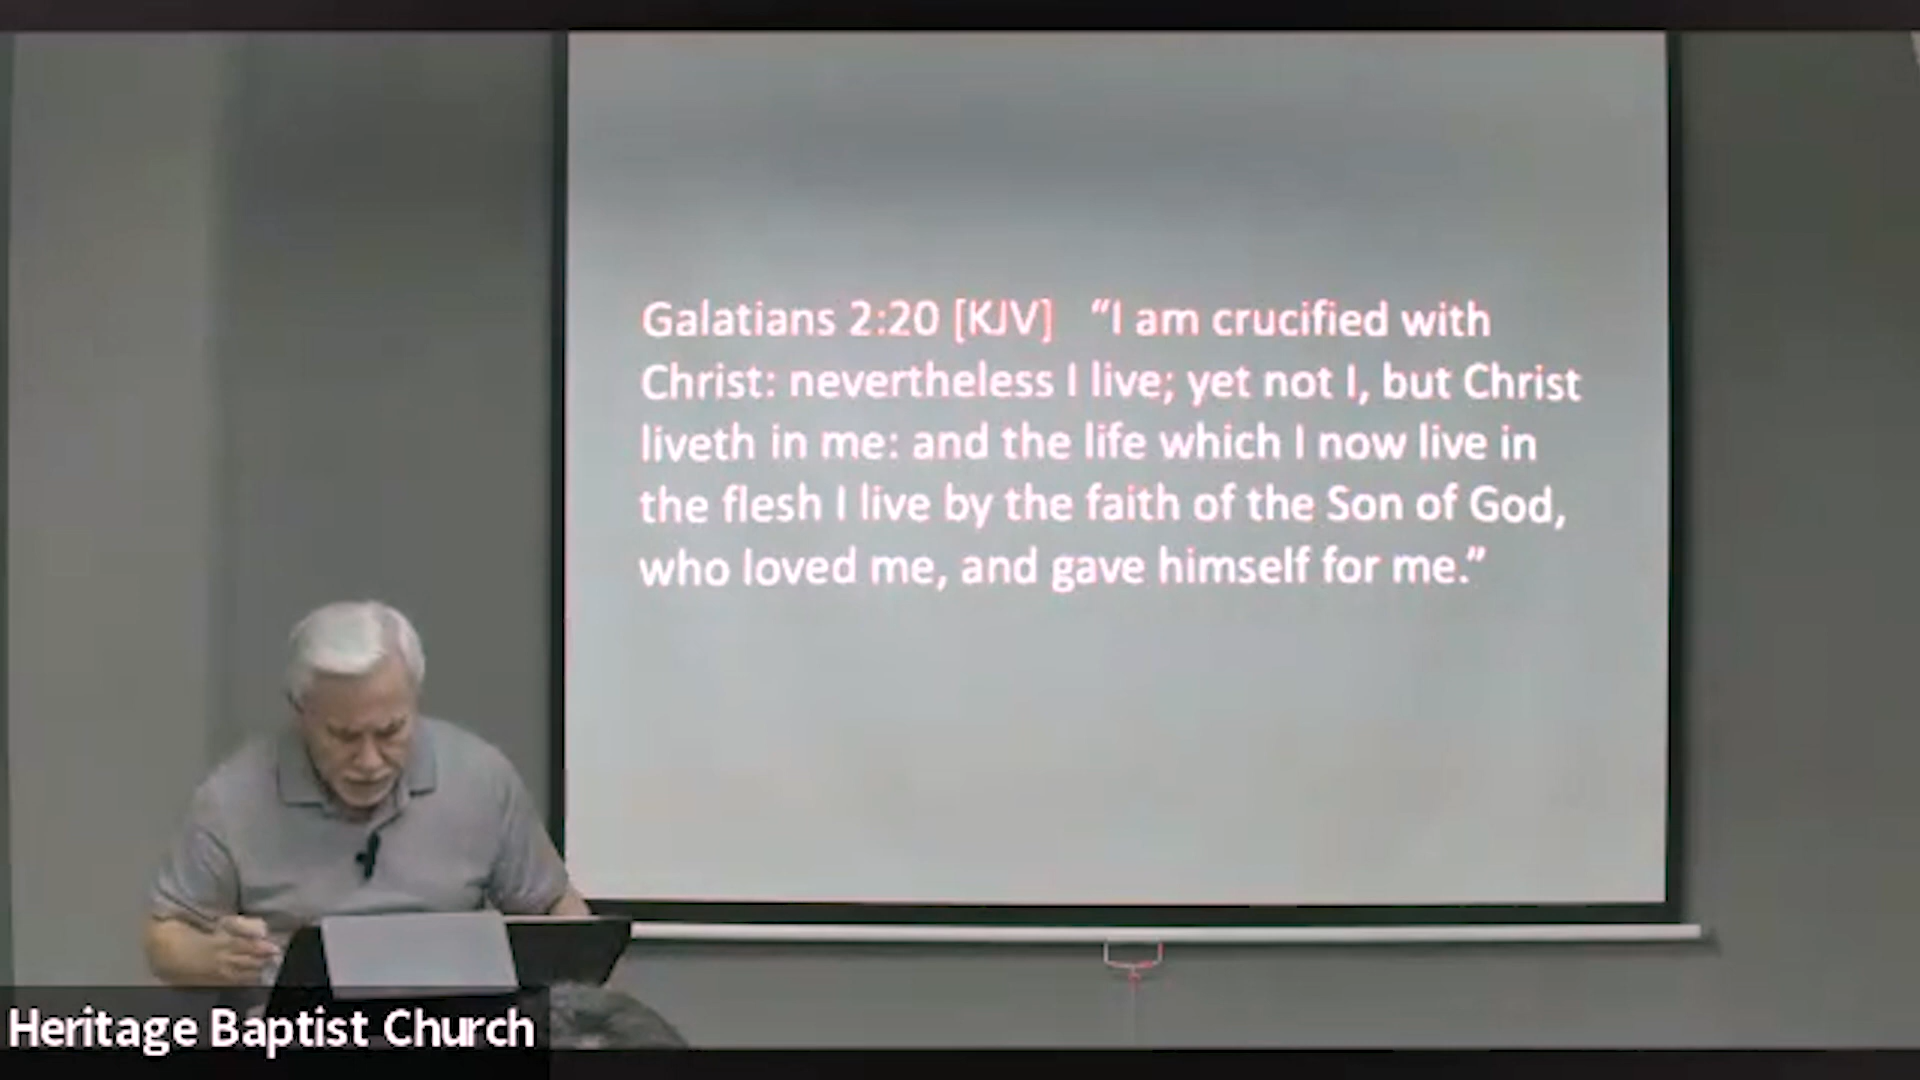 Galatians 2:20 [KJV] “I am crucified with
Christ: nevertheless I live; yet not I, but Christ
liveth in me: and the life which I now live in
the flesh I live by the faith of the Son of God,
who loved me, and gave himself for me.”
Heritage Baptist Church